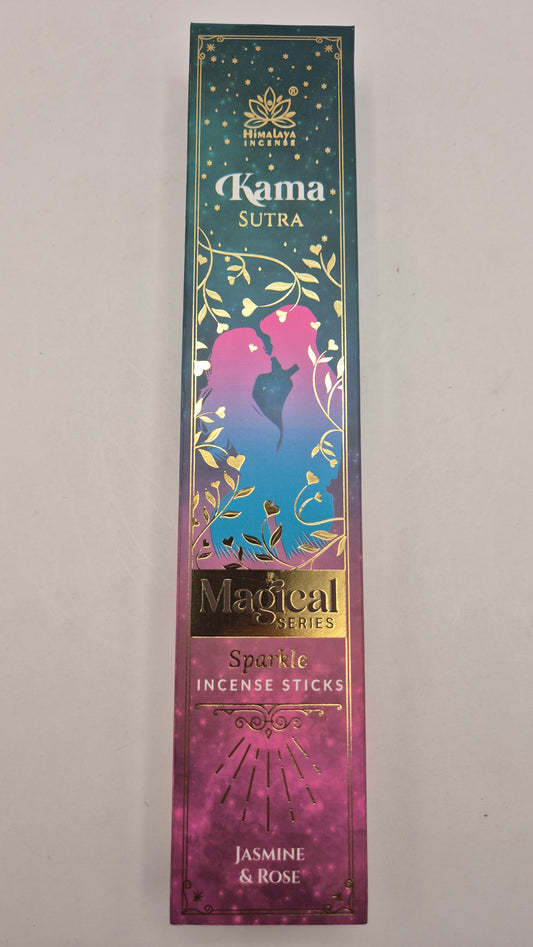 ®
Himalaya
INCENSE
Kama
SUTRA
Magical
SERIES
Sparkle
INCENSE STICKS
JASMINE
& ROSE